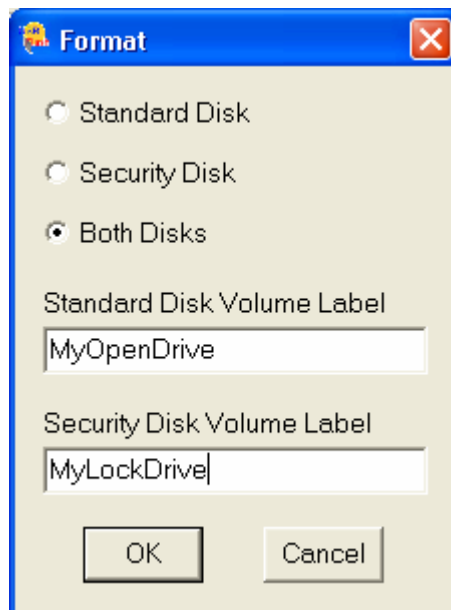 Format
Standard Disk
Security Disk
Both Disks
Standard Disk Volume Label
MyOpenDrive
Security Disk Volume Label
MyLockDrive
OK Cancel